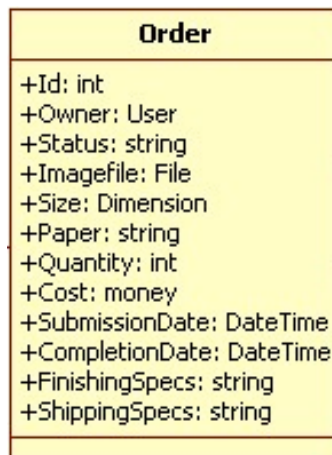 Order
+Id: int
+Owner: User
+Status: string
+Imagefile: File
+Size: Dimension
+Paper: string
+Quantity: int
+Cost: money
+SubmissionDate: DateTime
+CompletionDate: DateTime
+FinishingSpecs: string
+ShippingSpecs: string